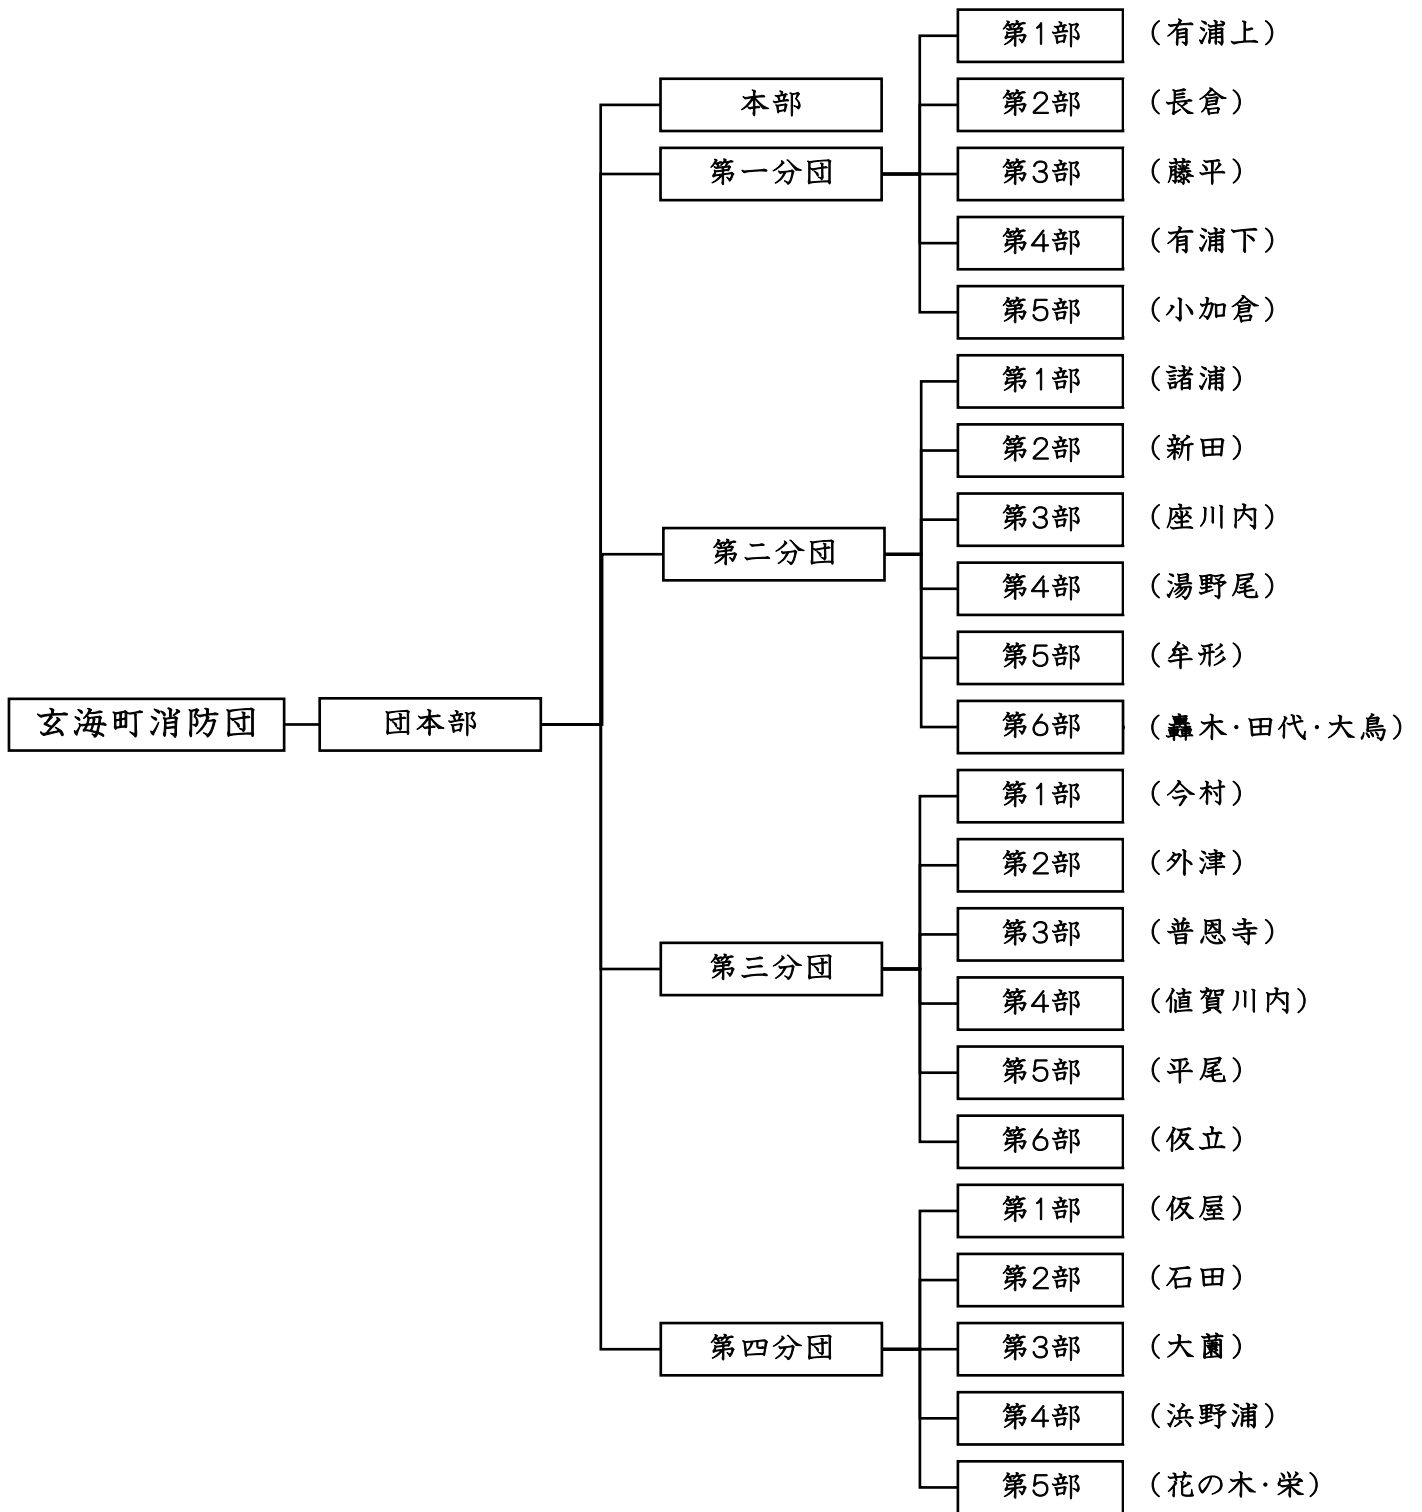 第1部 (有浦上)
本部
第2部 (長倉)
第一分団
第3部 (藤平)
第4部 (有浦下)
第5部 (小加倉)
第1部 (諸浦)
第2部 (新田)
第3部 (座川内)
第二分団
第4部 (湯野尾)
第5部 (牟形)
玄海町消防団
団本部
第6部 (轟木・田代・大鳥)
第1部 (今村)
第2部 (外津)
第3部 (普恩寺)
第三分団
第4部 (値賀川内)
第5部 (平尾)
第6部 (仮立)
第1部 (仮屋)
第2部 (石田)
第四分団
第3部 (大薗)
第4部 (浜野浦)
第5部 (花の木・栄)